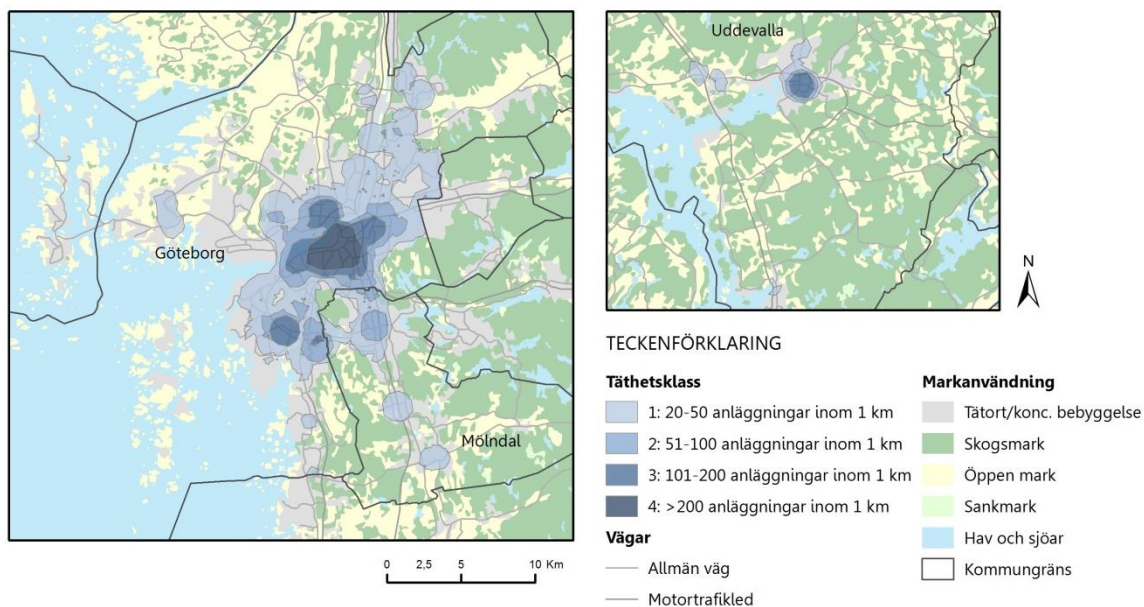 Göteborg
Mölndal
Uddevalla
N
TECKENFÖRKLARING
Täthetsklass
1: 20-50 anläggningar inom 1 km
2: 51-100 anläggningar inom 1 km
3: 101-200 anläggningar inom 1 km
4: >200 anläggningar inom 1 km
Vägar
Allmän väg
Motortrafikled
Markanvändning
Tätort/konc. bebyggelse
Skogsmark
Öppen mark
Sankmark
Hav och sjöar
Kommungräns
0 2,5 5 10 Km